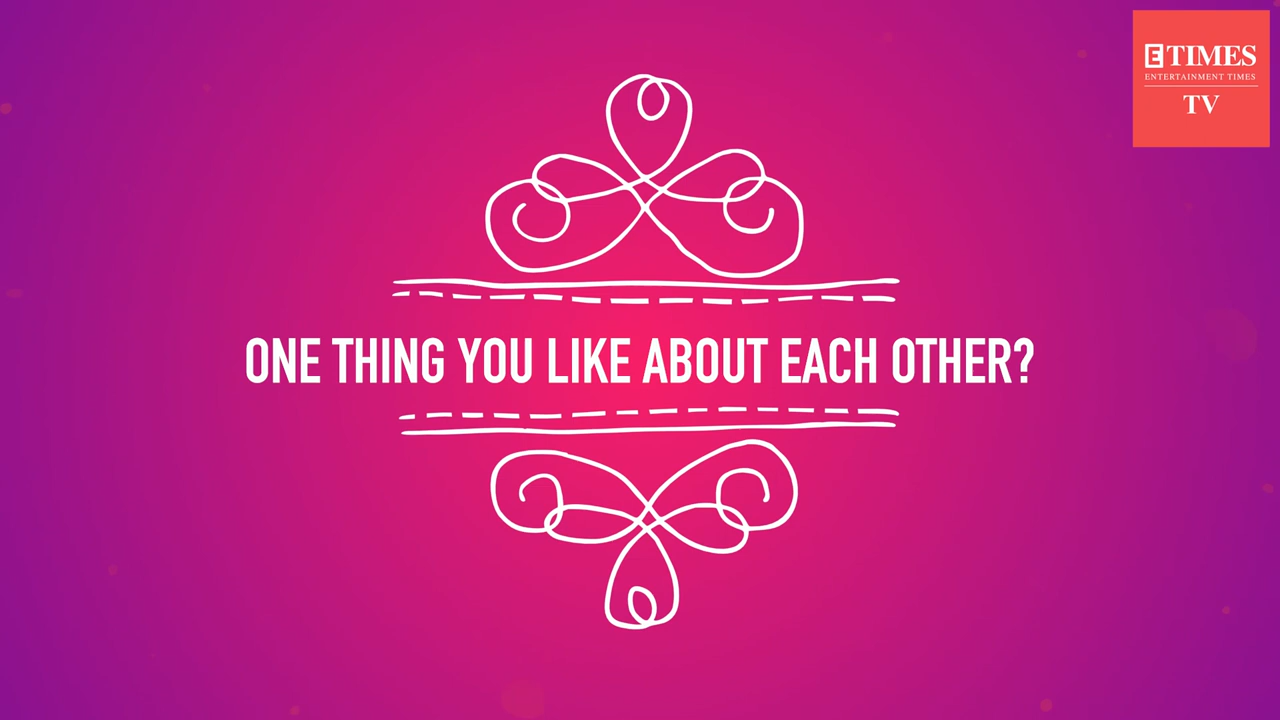 ETIMES
ENTERTAINMENT TIMES
TV
ONE THING YOU LIKE ABOUT EACH OTHER?